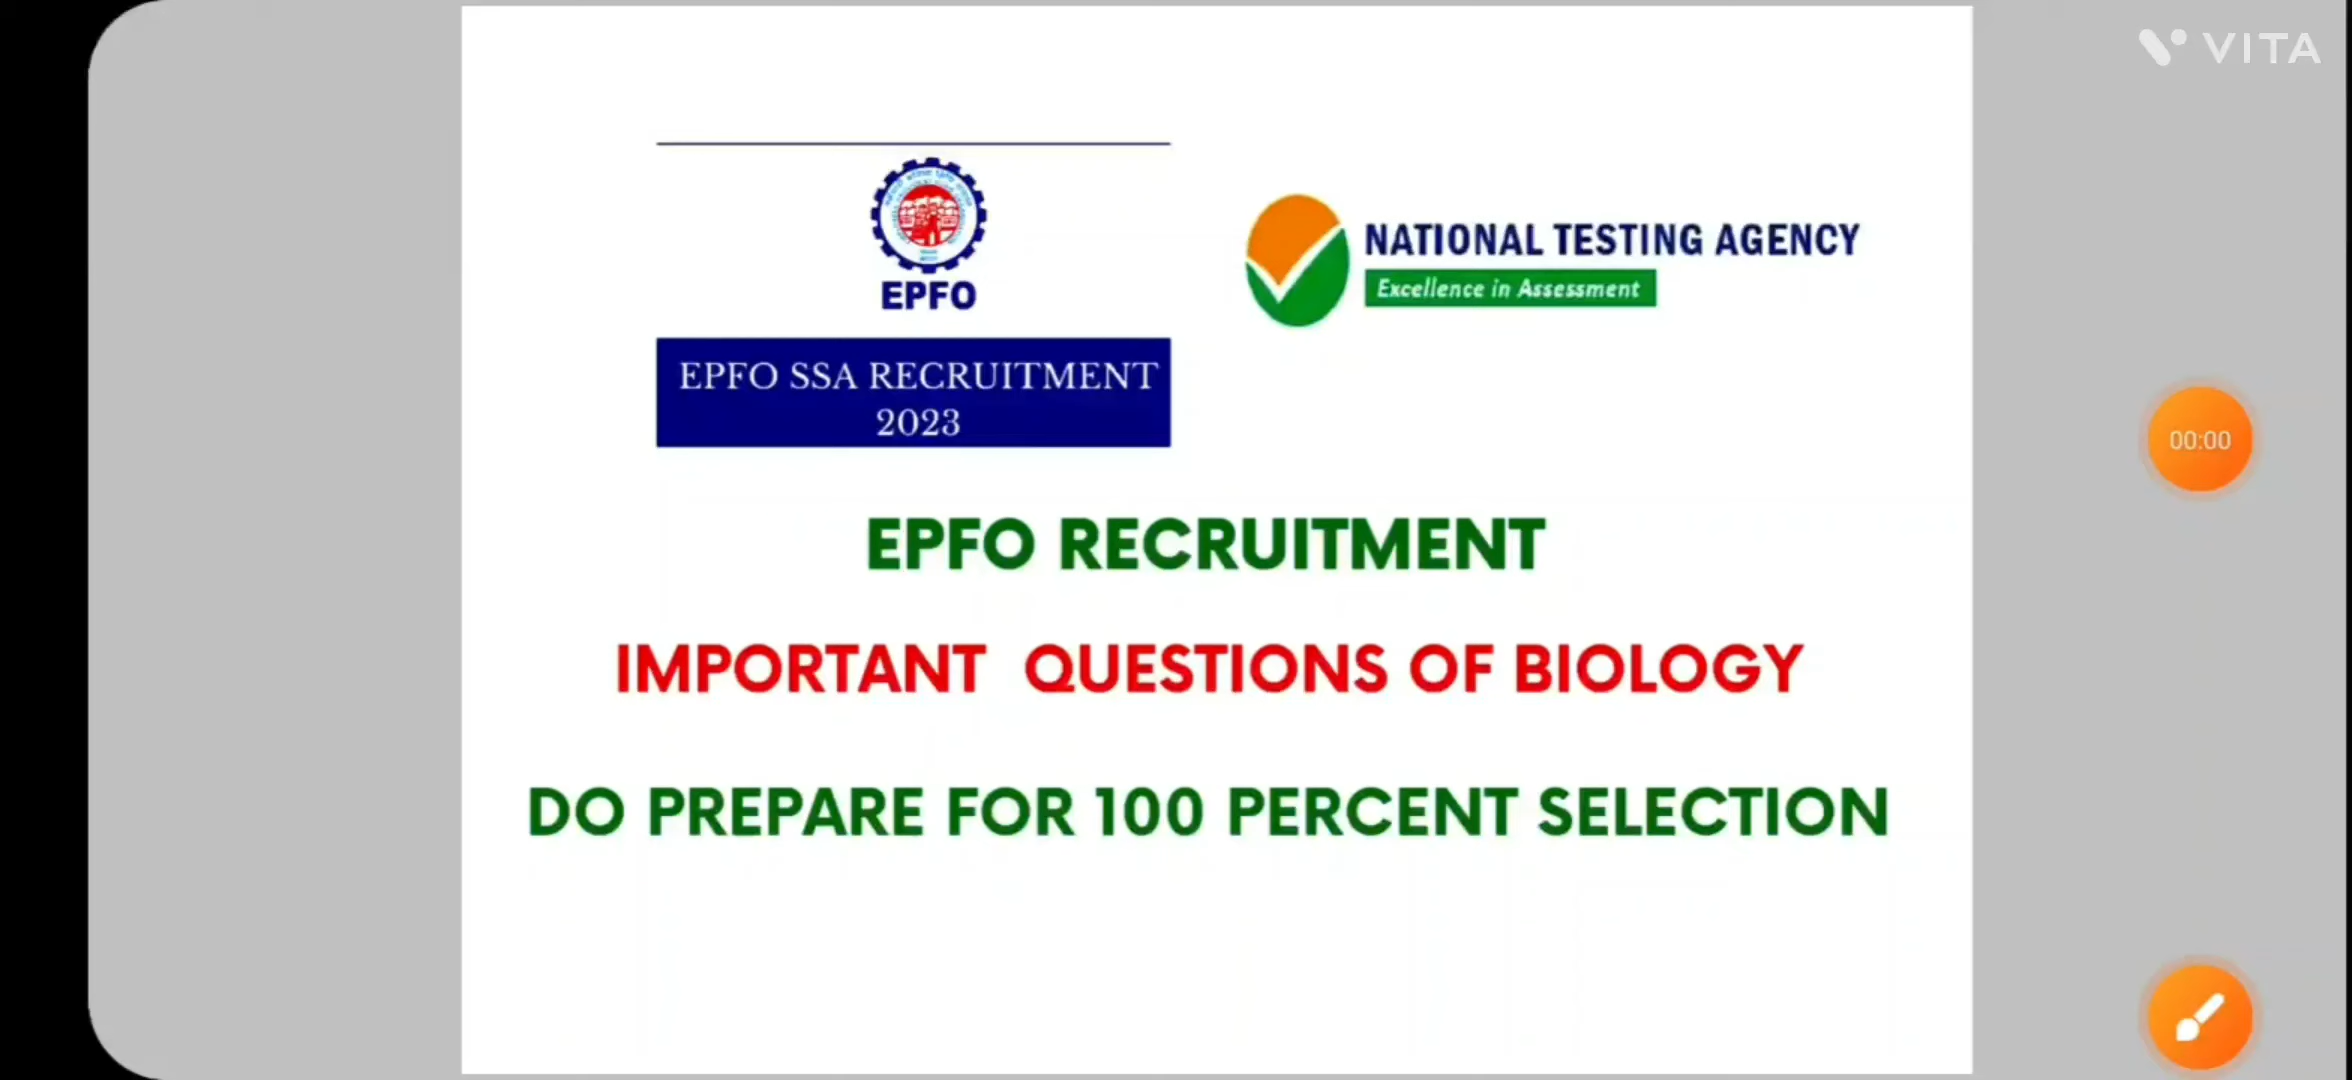 VITA
EPFO
NATIONAL TESTING AGENCY
Excellence in Assessment
EPFO SSA RECRUITMENT
2023
00:00
EPFO RECRUITMENT
IMPORTANT QUESTIONS OF BIOLOGY
DO PREPARE FOR 100 PERCENT SELECTION